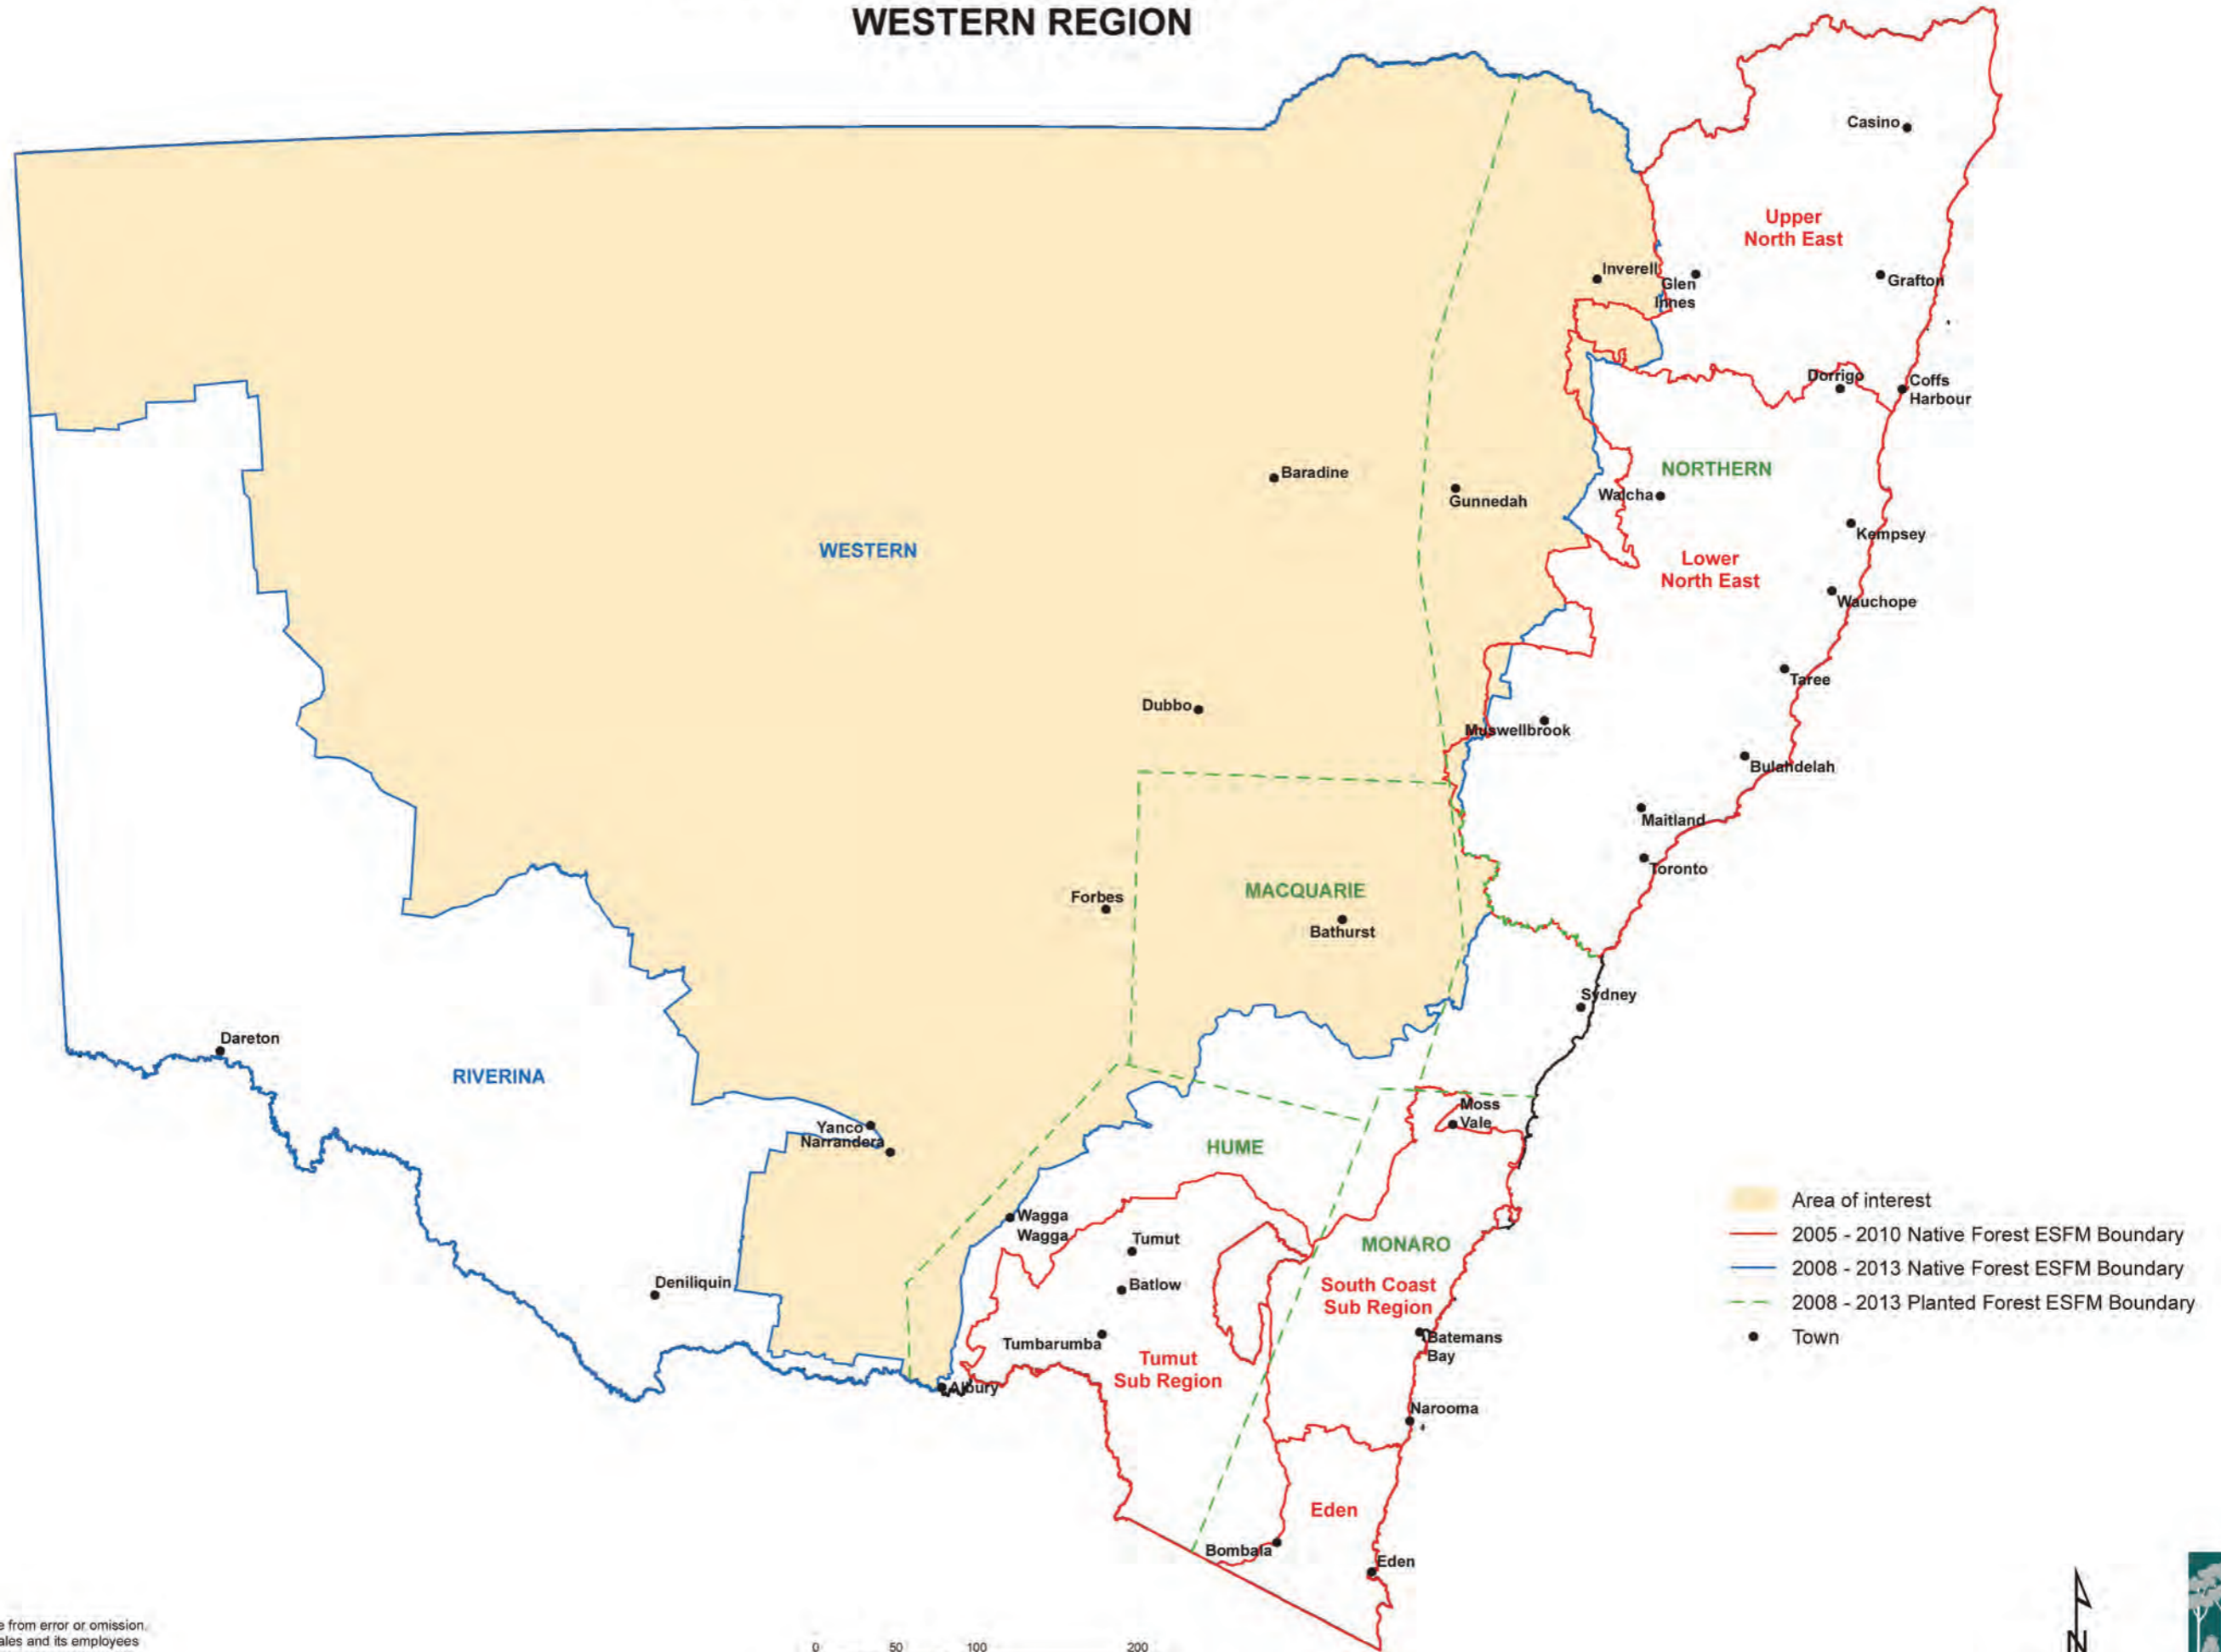 WESTERN REGION
Casino
Upper
North East
Inverell
Glen
Innes
Grafton
Dorrigo
Coffs
Harbour
Baradine
NORTHERN
Gunnedah
Walcha
Kempsey
WESTERN
Lower
North East
Wauchope
Taree
Dubbo
Muswellbrook
Bulahdelah
Maitland
Toronto
MACQUARIE
Forbes
Bathurst
Sydney
Dareton
RIVERINA
Moss
Vale
Yanco
Narrandera
HUME
Wagga
Wagga
Tumut
MONARO
Deniliquin
Batlow
South Coast
Sub Region
Tumbarumba
Batemans
Bay
Tumut
Sub Region
Albury
Narooma
Eden
Bombala
Eden
Area of interest
2005 - 2010 Native Forest ESFM Boundary
2008 - 2013 Native Forest ESFM Boundary
2008 - 2013 Planted Forest ESFM Boundary
Town
from error or omission.
and its employees
0 50 100 200
N